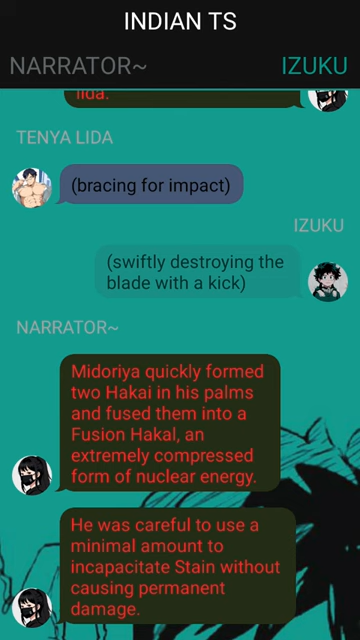 INDIAN TS
NARRATOR~
IZUKU
Iida.
TENYA LIDA
(bracing for impact)
IZUKU
(swiftly destroying the
blade with a kick)
NARRATOR~
Midoriya quickly formed
two Hakai in his palms
and fused them into a
Fusion Hakai, an
extremely compressed
form of nuclear energy.
He was careful to use a
minimal amount to
incapacitate Stain without
causing permanent
damage.